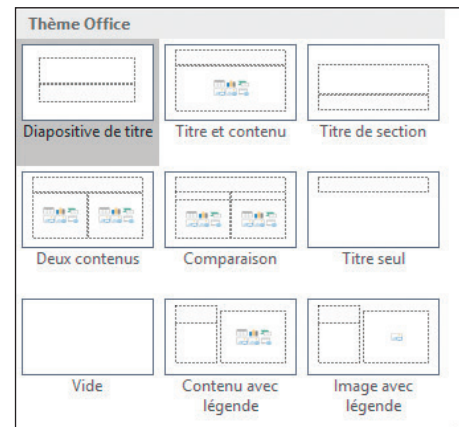 Thème Office
Diapositive de titre
Titre et contenu
Titre de section
Deux contenus
Comparaison
Titre seul
Vide
Contenu avec
légende
Image avec
légende